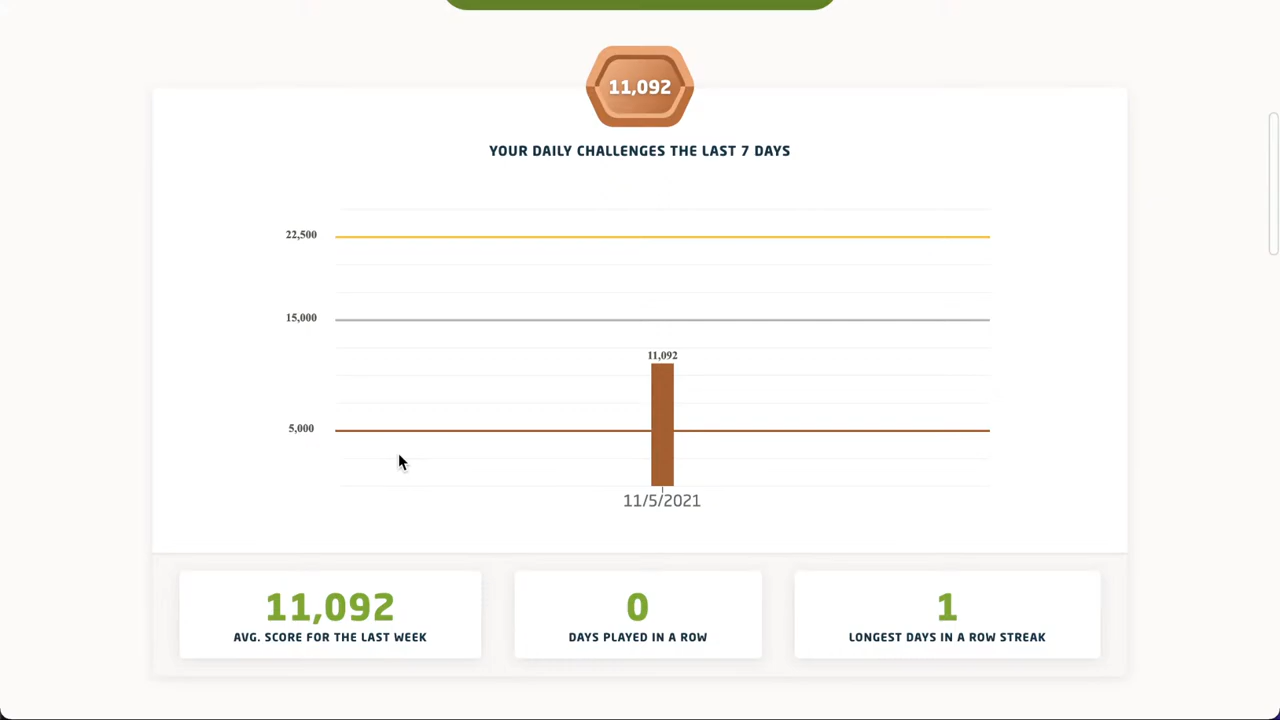 11,092
YOUR DAILY CHALLENGES THE LAST 7 DAYS
22,500
15,000
11,092
5,000
11/5/2021
11,092
AVG. SCORE FOR THE LAST WEEK
0
DAYS PLAYED IN A ROW
1
LONGEST DAYS IN A ROW STREAK